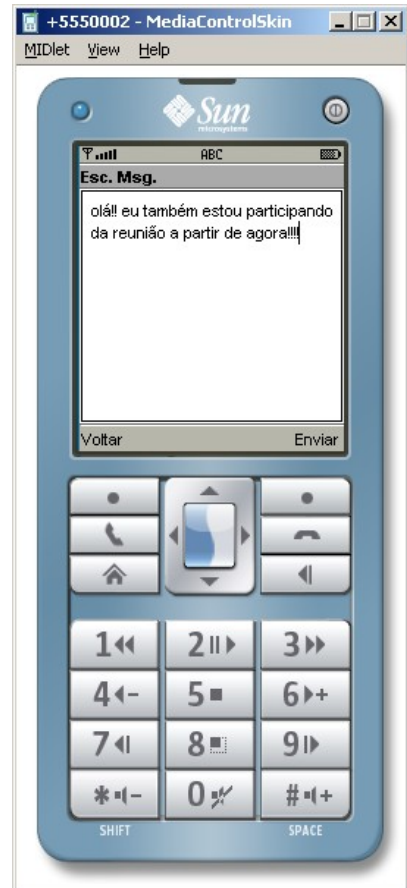 +5550002 - MediaControlSkin
MIDlet View Help
Sun
microsystems
ABC
Esc. Msg.
olá!! eu também estou participando
da reunião a partir de agora!!!!
Voltar Enviar
1 2 3
4 - 5 6 +
7 8 9
* - 0 # +
SHIFT SPACE